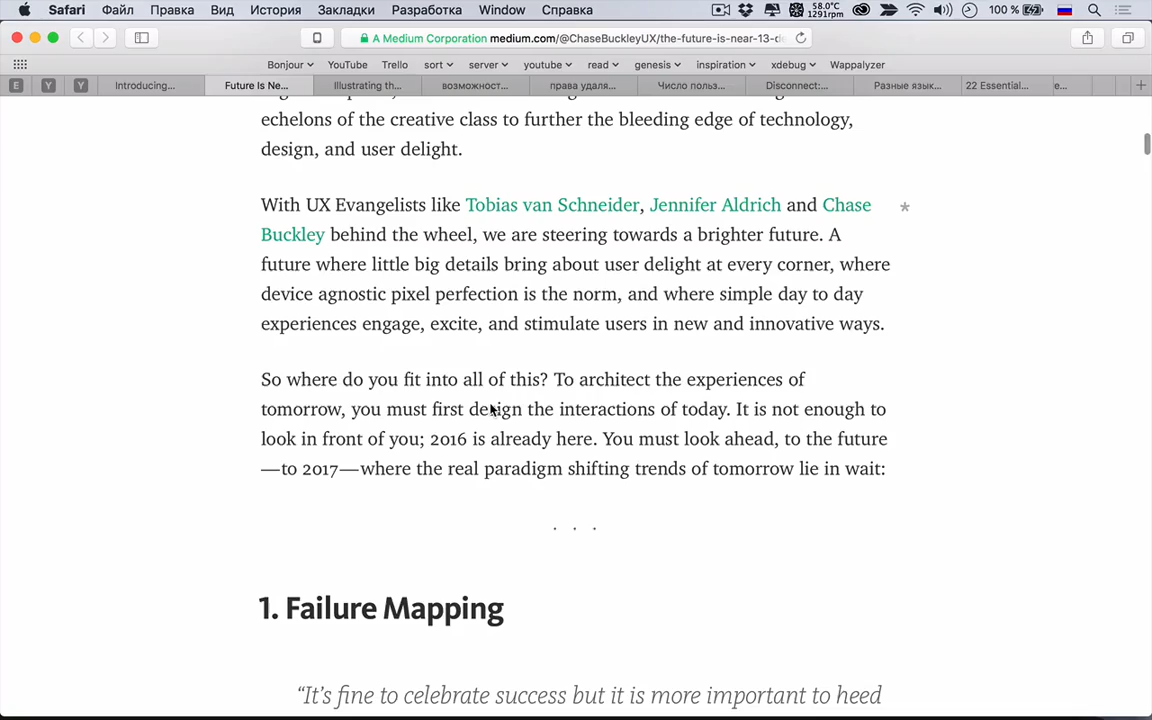 Safari Файл Правка Вид История Закладки Разработка Window Справка 58.0°C 1291rpm 100 %
A Medium Corporation medium.com/@ChaseBuckleyUX/the-future-is-near-13-d
Bonjour YouTube Trello sort server youtube read genesis inspiration xdebug Wappalyzer
E Y Y Introducing... Future Is Ne... Illustrating th... возможност... права удаля... Число польз... Disconnect:... Разные язык... 22 Essential... e...
echelons of the creative class to further the bleeding edge of technology,
design, and user delight.
With UX Evangelists like Tobias van Schneider, Jennifer Aldrich and Chase *
Buckley behind the wheel, we are steering towards a brighter future. A
future where little big details bring about user delight at every corner, where
device agnostic pixel perfection is the norm, and where simple day to day
experiences engage, excite, and stimulate users in new and innovative ways.
So where do you fit into all of this? To architect the experiences of
tomorrow, you must first design the interactions of today. It is not enough to
look in front of you; 2016 is already here. You must look ahead, to the future
—to 2017—where the real paradigm shifting trends of tomorrow lie in wait:
. . .
1. Failure Mapping
“It’s fine to celebrate success but it is more important to heed